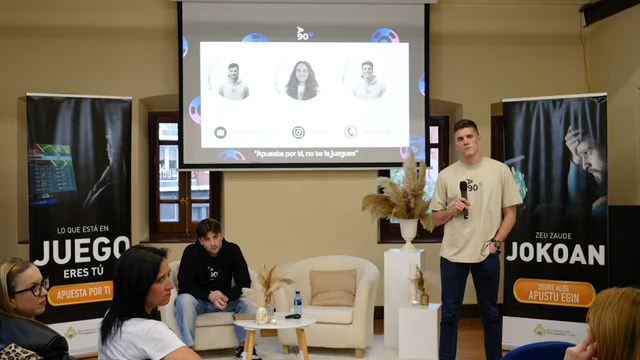 A
90º
"Apuesta por ti, no te la juegues"
LO QUE ESTÁ EN
JUEGO
ERES TÚ
APUESTA POR TI
A
90
ZEU ZAUDE
JOKOAN
ZEURE ALDE
APUSTU EGIN